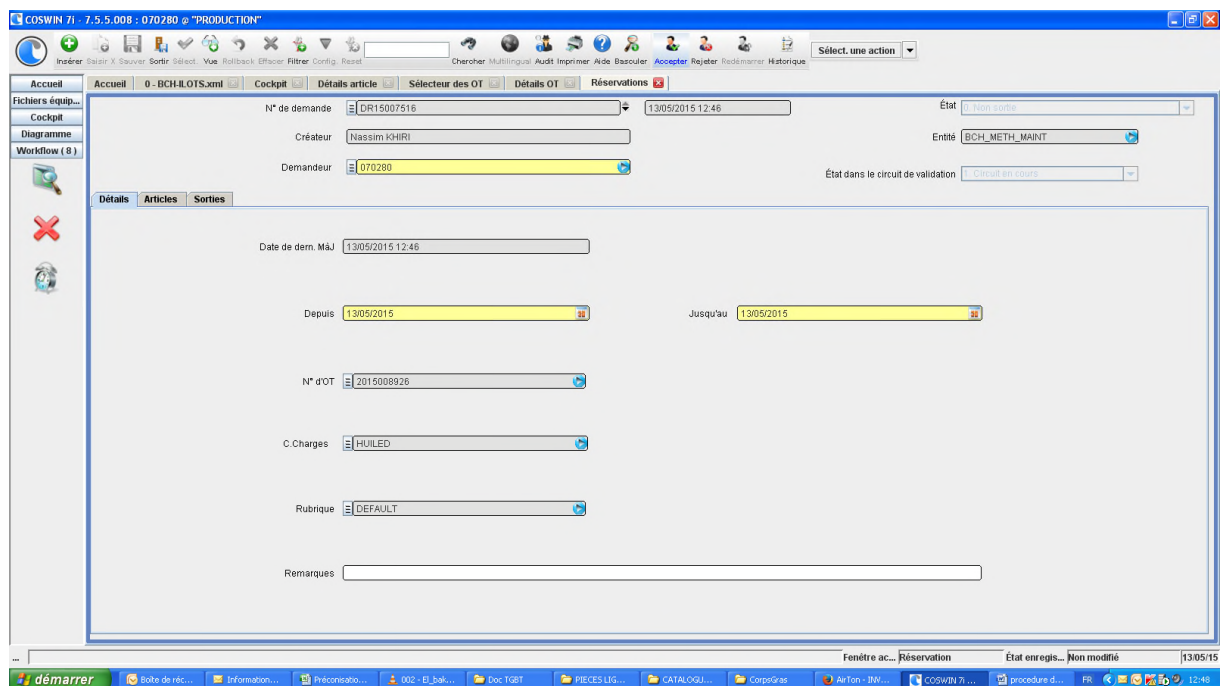 COSWIN 7i - 7.5.5.008 : 070280 @ "PRODUCTION"
Insérer Saisir X Sauver Sortir Sélect. Vue Rollback Effacer Filtrer Config. Reset Chercher Multilingual Audit Imprimer Aide Basculer Accepter Rejeter Redémarrer Historique Sélect. une action
Accueil Accueil 0 - BCH-ILOTS.xml Cockpit Détails article Sélecteur des OT Détails OT Réservations
Fichiers équip...
Cockpit
Diagramme
Workflow ( 8 )
N° de demande DR15007516 13/05/2015 12:46 État 0. Non sortie
Créateur Nassim KHIRI Entité BCH_METH_MAINT
Demandeur 070280 État dans le circuit de validation 1. Circuit en cours
Détails Articles Sorties
Date de dern. MàJ 13/05/2015 12:46
Depuis 13/05/2015 Jusqu'au 13/05/2015
N° d'OT 2015008926
C.Charges HUILED
Rubrique DEFAULT
Remarques
... Fenêtre ac... Réservation État enregis... Non modifié 13/05/15
démarrer Boîte de réc... Information... Préconisatio... 002 - El_bak... Doc TGBT PIECES LIG... CATALOGU... CorpsGras AirTon - INV... COSWIN 7i ... procedure d... FR 12:48